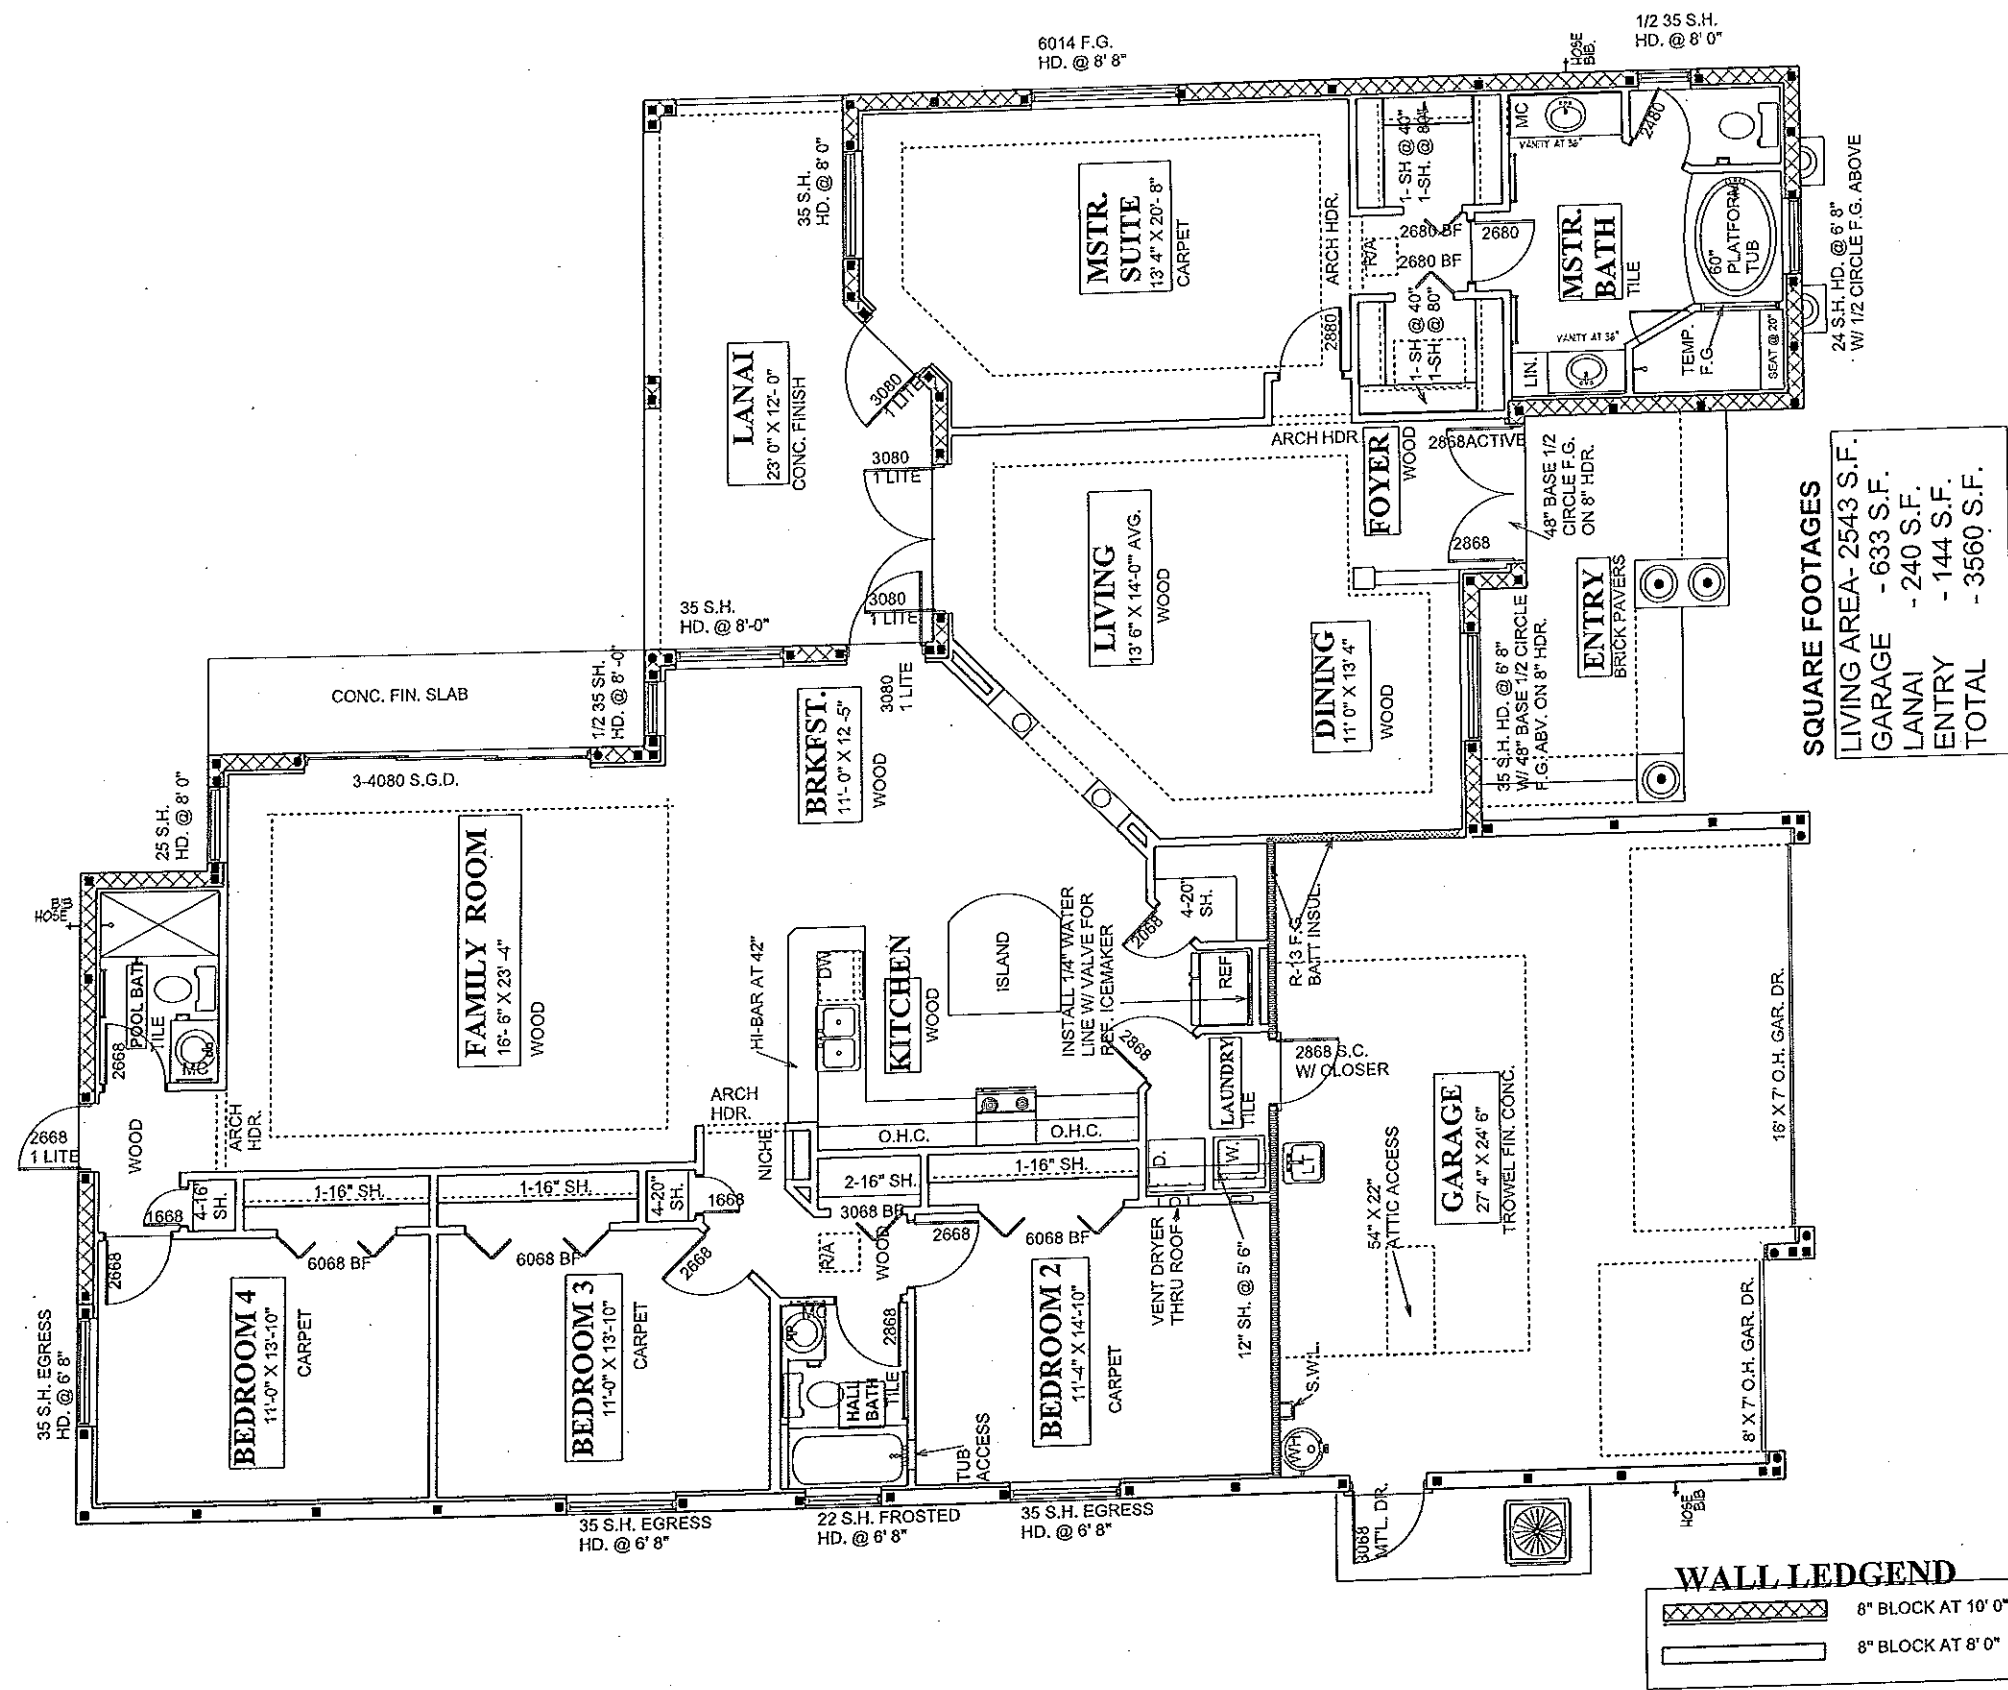 1/2 35 S.H.
HD. @ 8' 0"
HOSE
BIB.
6014 F.G.
HD. @ 8' 8"
35 S.H.
HD. @ 8' 0"
MSTR.
SUITE
13' 4" X 20'- 8"
CARPET
1- SH @ 40"
1-SH. @ 80"
MC
VANITY AT 36"
2480
ARCH HDR.
R/A
2680 BF
2680 BF
2680
MSTR.
BATH
TILE
60"
PLATFORM
TUB
24 S.H. HD. @ 6' 8"
W/ 1/2 CIRCLE F.G. ABOVE
1-SH @ 40"
1-SH. @ 80"
2880
VANITY AT 36"
LIN.
TEMP.
F.G.
SEAT @ 20"
LANAI
23' 0" X 12'- 0"
CONC. FINISH
3080
1 LITE
3080
1 LITE
3080
1 LITE
3080
1 LITE
ARCH HDR
FOYER
WOOD
2868 ACTIVE
2868
48" BASE 1/2
CIRCLE F.G.
ON 8" HDR.
LIVING
13' 6" X 14'-0"' AVG.
WOOD
DINING
11' 0" X 13' 4"
WOOD
ENTRY
BRICK PAVERS
35 S.H. HD. @ 6' 8"
W/ 48" BASE 1/2 CIRCLE
F.G. ABV. ON 8" HDR.
SQUARE FOOTAGES
LIVING AREA- 2543 S.F.
GARAGE - 633 S.F.
LANAI - 240 S.F.
ENTRY - 144 S.F.
TOTAL - 3560 S.F.
35 S.H.
HD. @ 8'-0"
CONC. FIN. SLAB
1/2 35 SH.
HD. @ 8' -0"
3-4080 S.G.D.
25 S.H.
HD. @ 8' 0"
BRKFST.
11'- 0" X 12 -5"
WOOD
FAMILY ROOM
16'- 6" X 23' -4"
WOOD
HOSE
BIB
POOL BATH
TILE
2668
MC
2668
1 LITE
WOOD
ARCH
HDR.
HI-BAR AT 42"
DW
KITCHEN
WOOD
ISLAND
INSTALL 1/4" WATER
LINE W/ VALVE FOR
REF. ICEMAKER
2068
4-20"
SH.
REF
R-13 F.G.
BATT INSUL.
2868
LAUNDRY
TILE
2868 S.C.
W/ CLOSER
GARAGE
27' 4" X 24' 6"
TROWEL FIN. CONC.
16' X 7' O.H. GAR. DR.
8' X 7' O.H. GAR. DR.
54" X 22"
ATTIC ACCESS
ARCH
HDR.
NICHE
O.H.C.
O.H.C.
D.
W.
LT
4-16"
SH.
1-16" SH.
1-16" SH.
4-20"
SH.
1668
1668
2-16" SH.
1-16" SH.
3068 BF
R/A
WOOD
2668
6068 BF
6068 BF
6068 BF
2668
2668
VENT DRYER
THRU ROOF
12" SH. @ 5' 6"
BEDROOM 4
11'-0" X 13'-10"
CARPET
BEDROOM 3
11'-0" X 13'-10"
CARPET
MC
2868
HALL
BATH
TILE
TUB
ACCESS
BEDROOM 2
11'-4" X 14'-10"
CARPET
S.W.L.
WH
35 S.H. EGRESS
HD. @ 6' 8"
35 S.H. EGRESS
HD. @ 6' 8"
22 S.H. FROSTED
HD. @ 6' 8"
35 S.H. EGRESS
HD. @ 6' 8"
3068
MT'L. DR.
HOSE
BIB
WALL LEDGEND
8" BLOCK AT 10' 0"
8" BLOCK AT 8' 0"